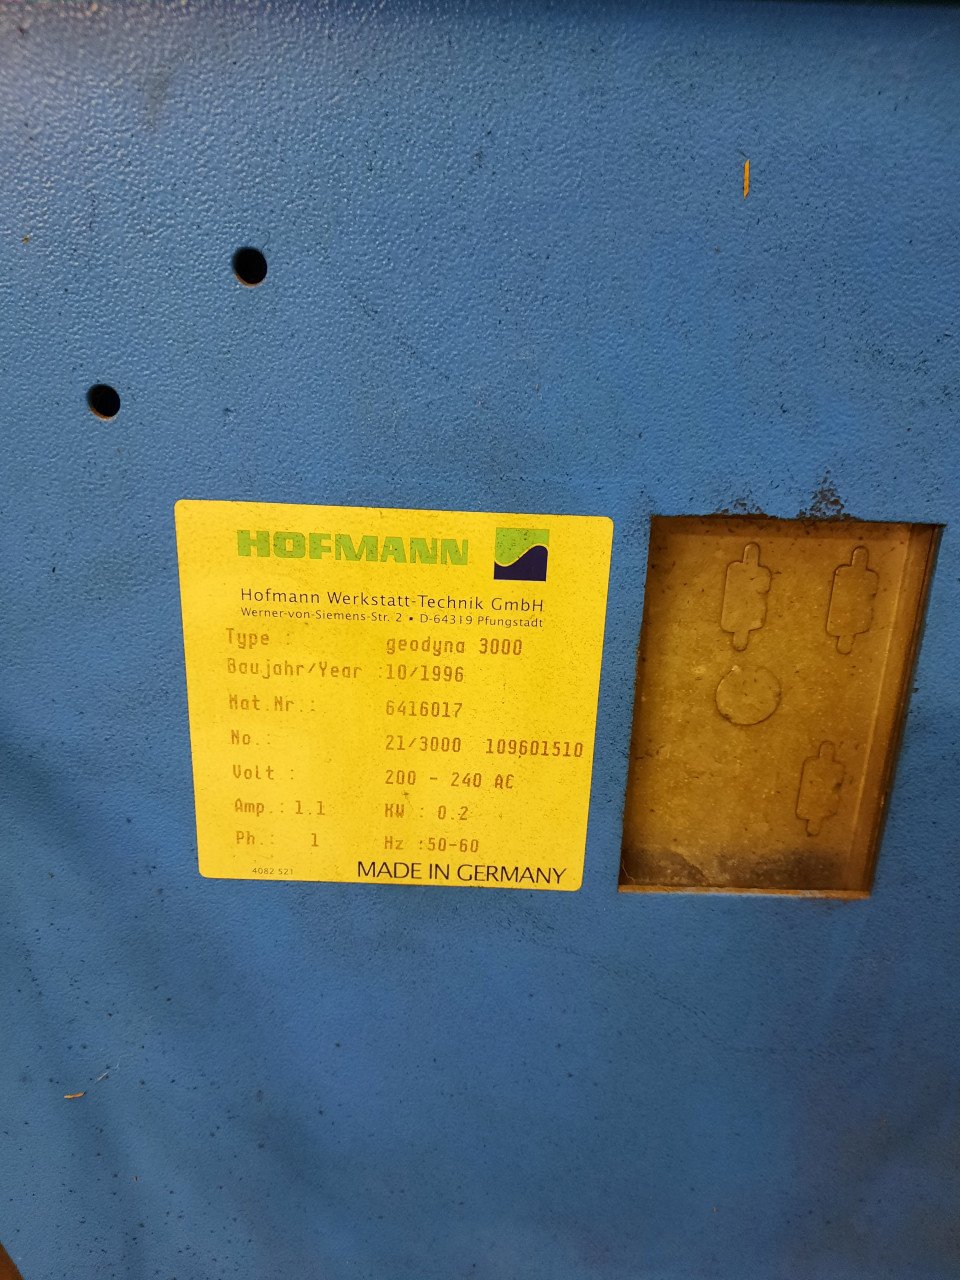 HOFMANN
Hofmann Werkstatt-Technik GmbH
Werner-von-Siemens-Str. 2 • D-64319 Pfungstadt
Type : geodyna 3000
Baujahr/Year :10/1996
Mat.Nr.: 6416017
No.: 21/3000 109601510
Volt : 200 - 240 AC
Amp.: 1.1 KW : 0.2
Ph.: 1 Hz :50-60
4082 521 MADE IN GERMANY